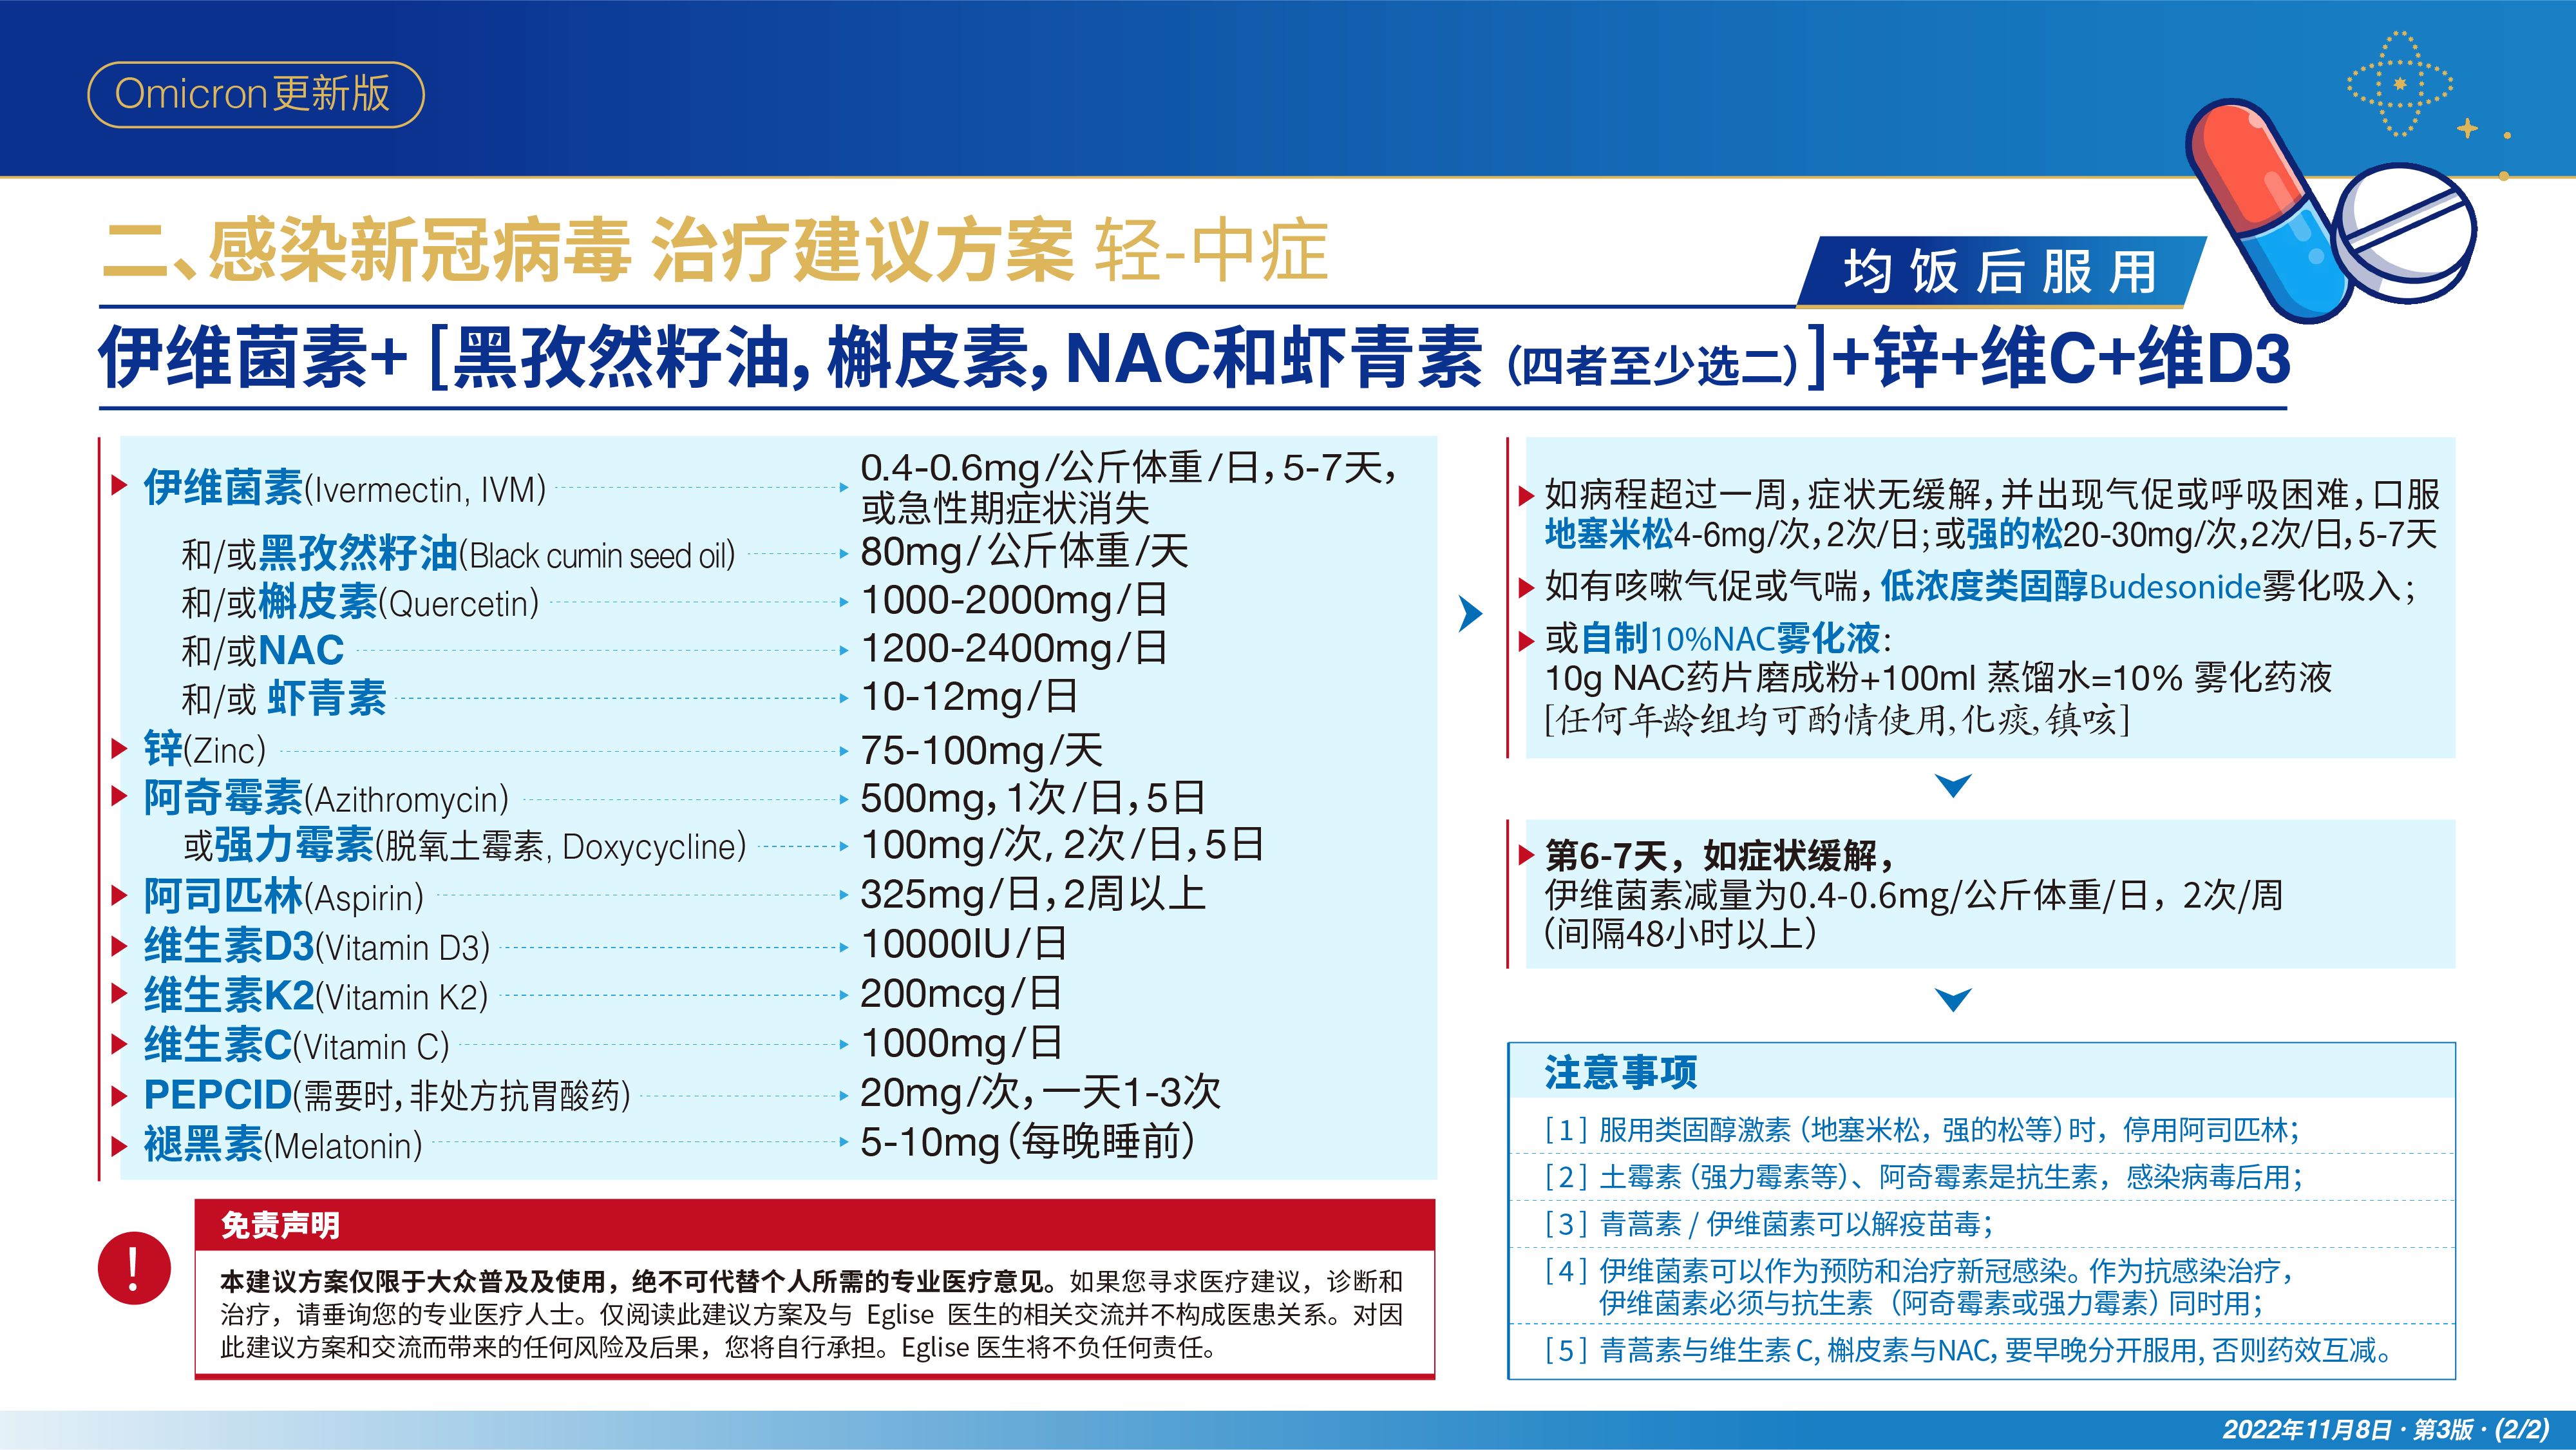 Omicron更新版
二、感染新冠病毒 治疗建议方案 轻-中症
均饭后服用
伊维菌素+ [黑孜然籽油，槲皮素，NAC和虾青素（四者至少选二）]+锌+维C+维D3
伊维菌素(Ivermectin, IVM) 0.4-0.6mg/公斤体重/日，5-7天，
或急性期症状消失
和/或黑孜然籽油(Black cumin seed oil) 80mg/公斤体重/天
和/或槲皮素(Quercetin) 1000-2000mg/日
和/或NAC 1200-2400mg/日
和/或 虾青素 10-12mg/日
锌(Zinc) 75-100mg/天
阿奇霉素(Azithromycin) 500mg，1次/日，5日
或强力霉素(脱氧土霉素, Doxycycline) 100mg/次, 2次/日，5日
阿司匹林(Aspirin) 325mg/日，2周以上
维生素D3(Vitamin D3) 10000IU/日
维生素K2(Vitamin K2) 200mcg/日
维生素C(Vitamin C) 1000mg/日
PEPCID(需要时，非处方抗胃酸药) 20mg/次，一天1-3次
褪黑素(Melatonin) 5-10mg（每晚睡前）
!
免责声明
本建议方案仅限于大众普及及使用，绝不可代替个人所需的专业医疗意见。如果您寻求医疗建议，诊断和
治疗，请垂询您的专业医疗人士。仅阅读此建议方案及与 Eglise 医生的相关交流并不构成医患关系。对因
此建议方案和交流而带来的任何风险及后果，您将自行承担。Eglise 医生将不负任何责任。
如病程超过一周，症状无缓解，并出现气促或呼吸困难，口服
地塞米松4-6mg/次，2次/日；或强的松20-30mg/次，2次/日，5-7天
如有咳嗽气促或气喘，低浓度类固醇Budesonide雾化吸入；
或自制10%NAC雾化液：
10g NAC药片磨成粉+100ml 蒸馏水=10% 雾化药液
[任何年龄组均可酌情使用，化痰，镇咳]
第6-7天，如症状缓解，
伊维菌素减量为0.4-0.6mg/公斤体重/日，2次/周
（间隔48小时以上）
注意事项
[1] 服用类固醇激素（地塞米松，强的松等）时，停用阿司匹林；
[2] 土霉素（强力霉素等）、阿奇霉素是抗生素，感染病毒后用；
[3] 青蒿素 / 伊维菌素可以解疫苗毒；
[4] 伊维菌素可以作为预防和治疗新冠感染。作为抗感染治疗，
伊维菌素必须与抗生素（阿奇霉素或强力霉素）同时用；
[5] 青蒿素与维生素C, 槲皮素与NAC，要早晚分开服用, 否则药效互减。
2022年11月8日 · 第3版 · (2/2)